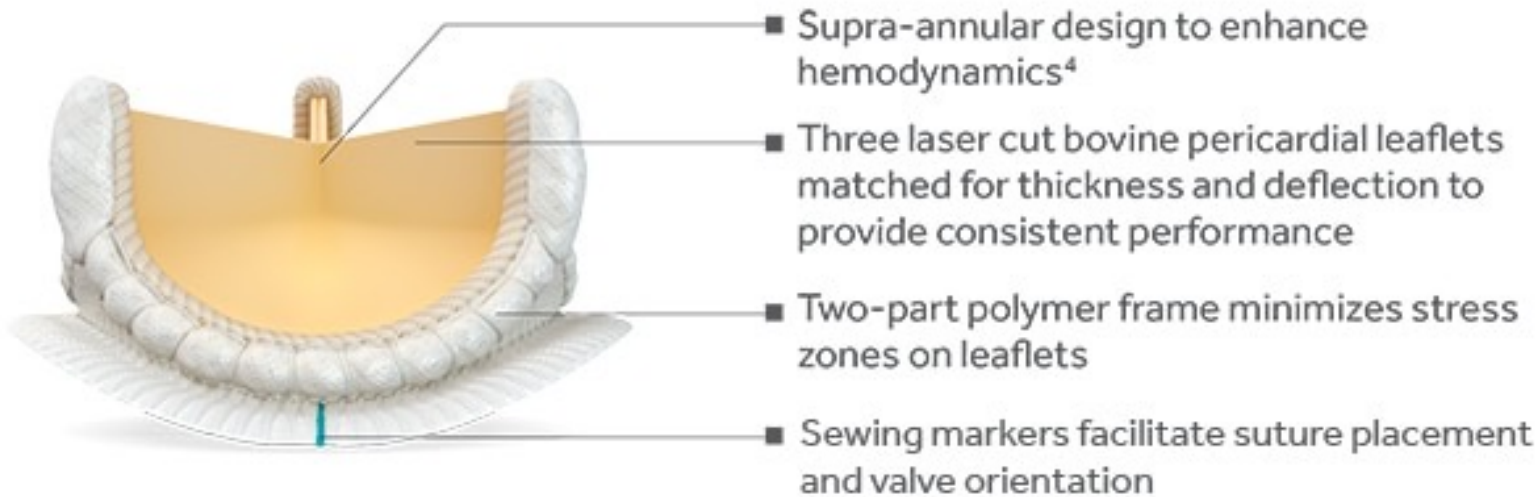 Supra-annular design to enhance
hemodynamics⁴
Three laser cut bovine pericardial leaflets
matched for thickness and deflection to
provide consistent performance
Two-part polymer frame minimizes stress
zones on leaflets
Sewing markers facilitate suture placement
and valve orientation